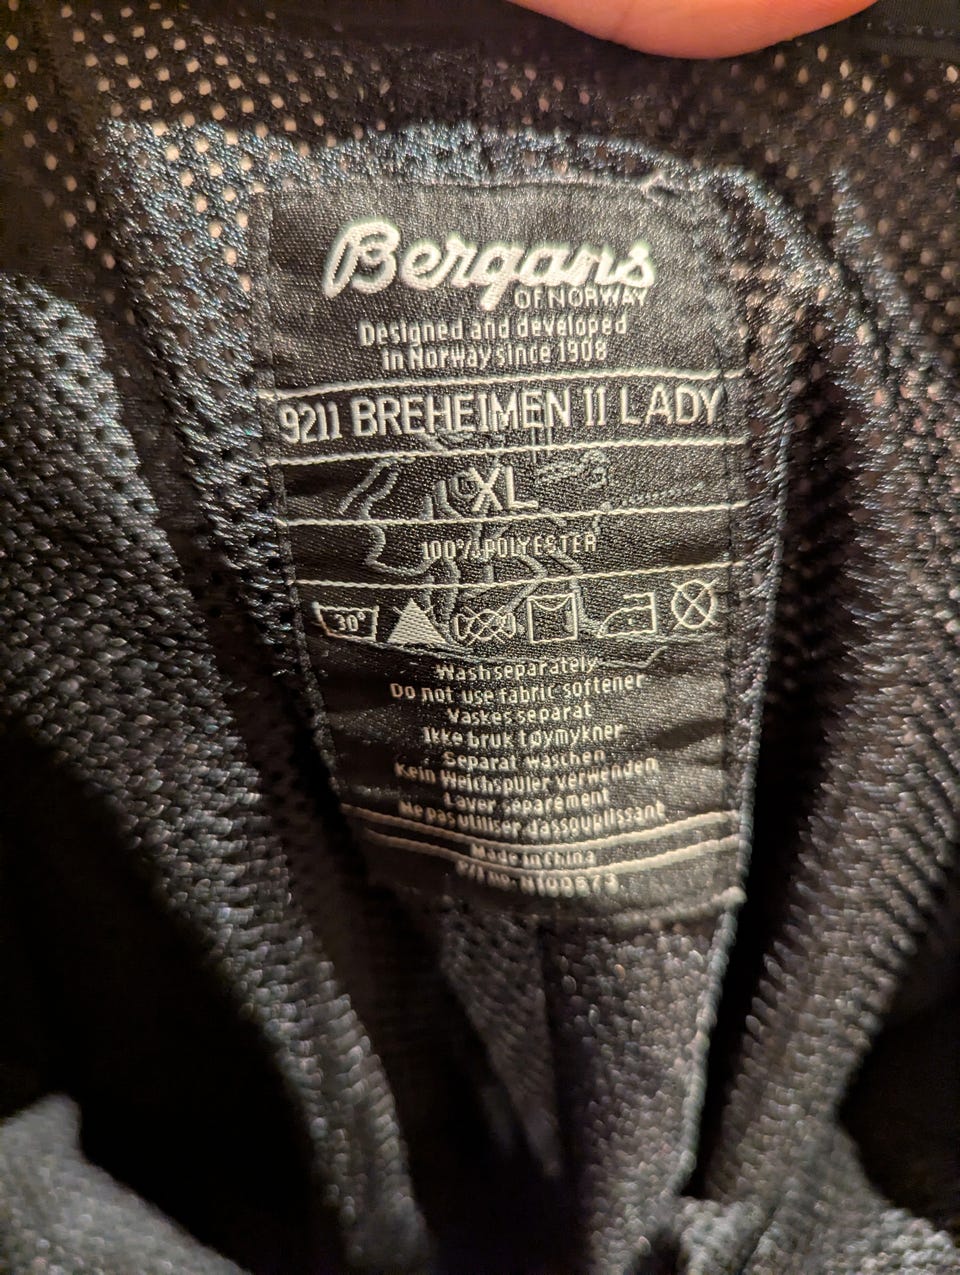 Bergans
OF NORWAY
Designed and developed
in Norway since 1908
9211 BREHEIMEN II LADY
XL
100% POLYESTER
30°
Wash separately
Do not use fabric softener
Vaskes separat
Ikke bruk tøymykner
Separat waschen
Kein Weichspüler verwenden
Laver séparément
Ne pas utiliser d'assouplissant
Made in China